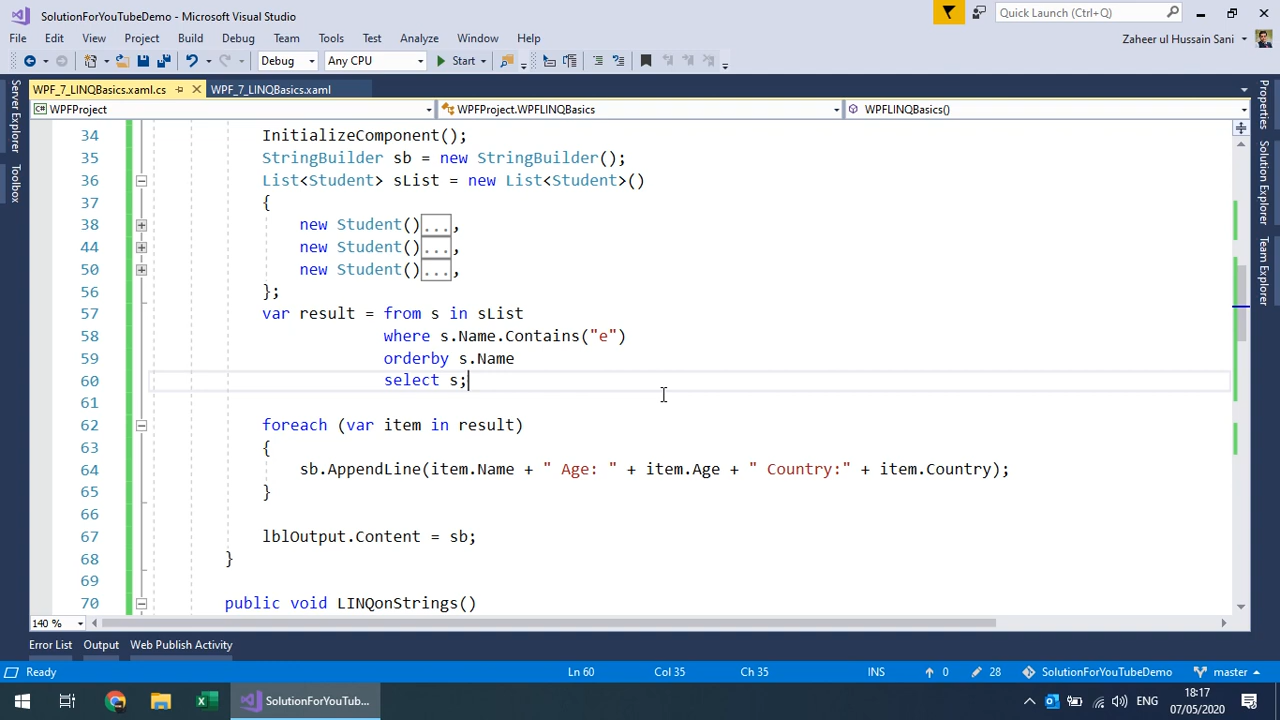 SolutionForYouTubeDemo - Microsoft Visual Studio
Quick Launch (Ctrl+Q)
File Edit View Project Build Debug Team Tools Test Analyze Window Help
Zaheer ul Hussain Sani
Debug Any CPU Start
WPF_7_LINQBasics.xaml.cs WPF_7_LINQBasics.xaml
WPFProject WPFProject.WPFLINQBasics WPFLINQBasics()
Server Explorer
Toolbox
Properties
Solution Explorer
Team Explorer
34 InitializeComponent();
35 StringBuilder sb = new StringBuilder();
36 List<Student> sList = new List<Student>()
37 {
38 new Student()...,
44 new Student()...,
50 new Student()...,
56 };
57 var result = from s in sList
58 where s.Name.Contains("e")
59 orderby s.Name
60 select s;
61
62 foreach (var item in result)
63 {
64 sb.AppendLine(item.Name + " Age: " + item.Age + " Country:" + item.Country);
65 }
66
67 lblOutput.Content = sb;
68 }
69
70 public void LINQonStrings()
140 %
Error List Output Web Publish Activity
Ready Ln 60 Col 35 Ch 35 INS 0 28 SolutionForYouTubeDemo master
SolutionForYouTub... ENG 18:17
07/05/2020